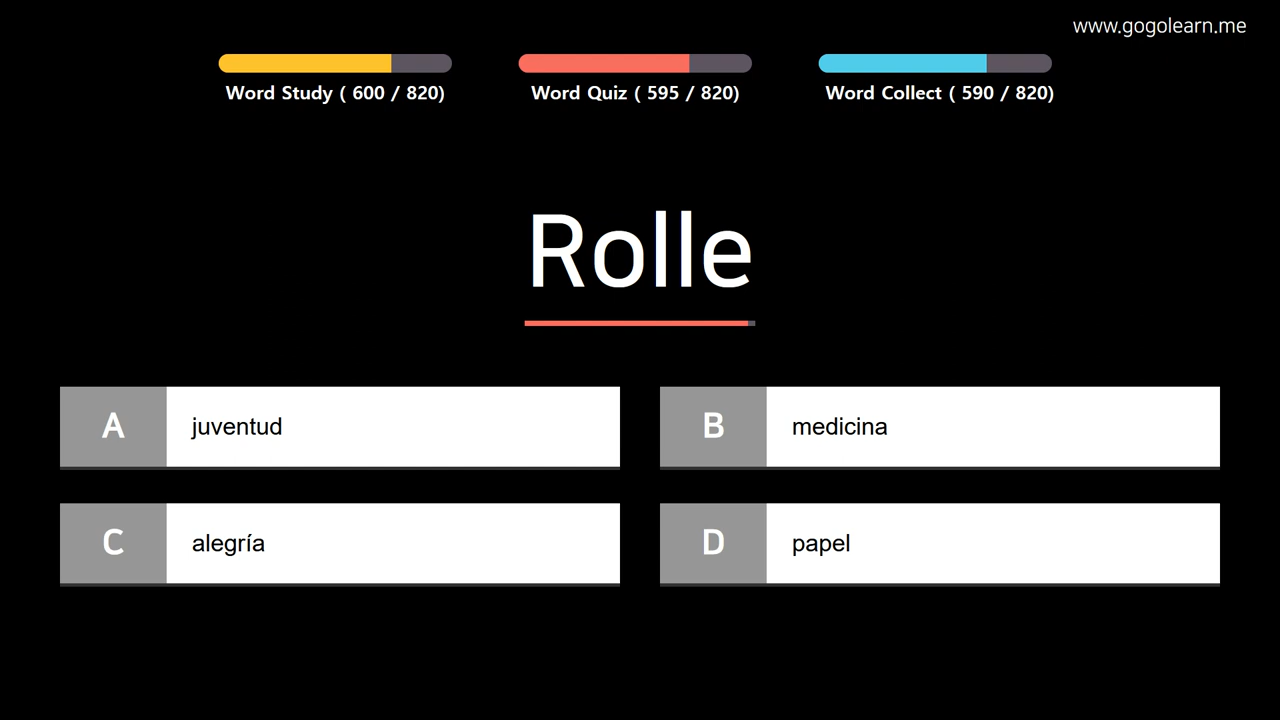 www.gogolearn.me
Word Study ( 600 / 820)
Word Quiz ( 595 / 820)
Word Collect ( 590 / 820)
Rolle
A juventud
B medicina
C alegría
D papel